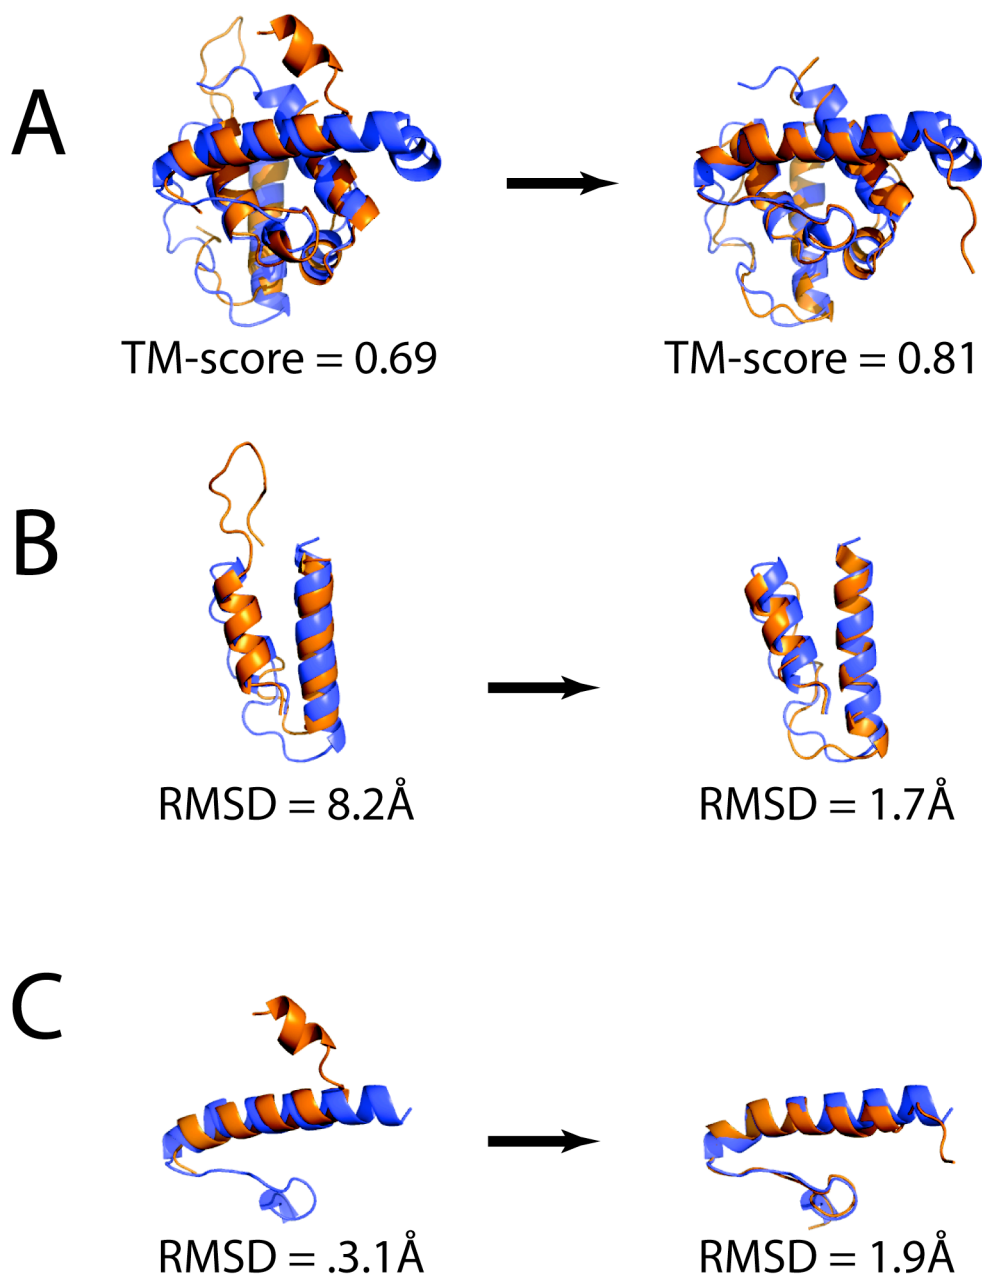 A
TM-score = 0.69
TM-score = 0.81
B
RMSD = 8.2Å
RMSD = 1.7Å
C
RMSD = .3.1Å
RMSD = 1.9Å